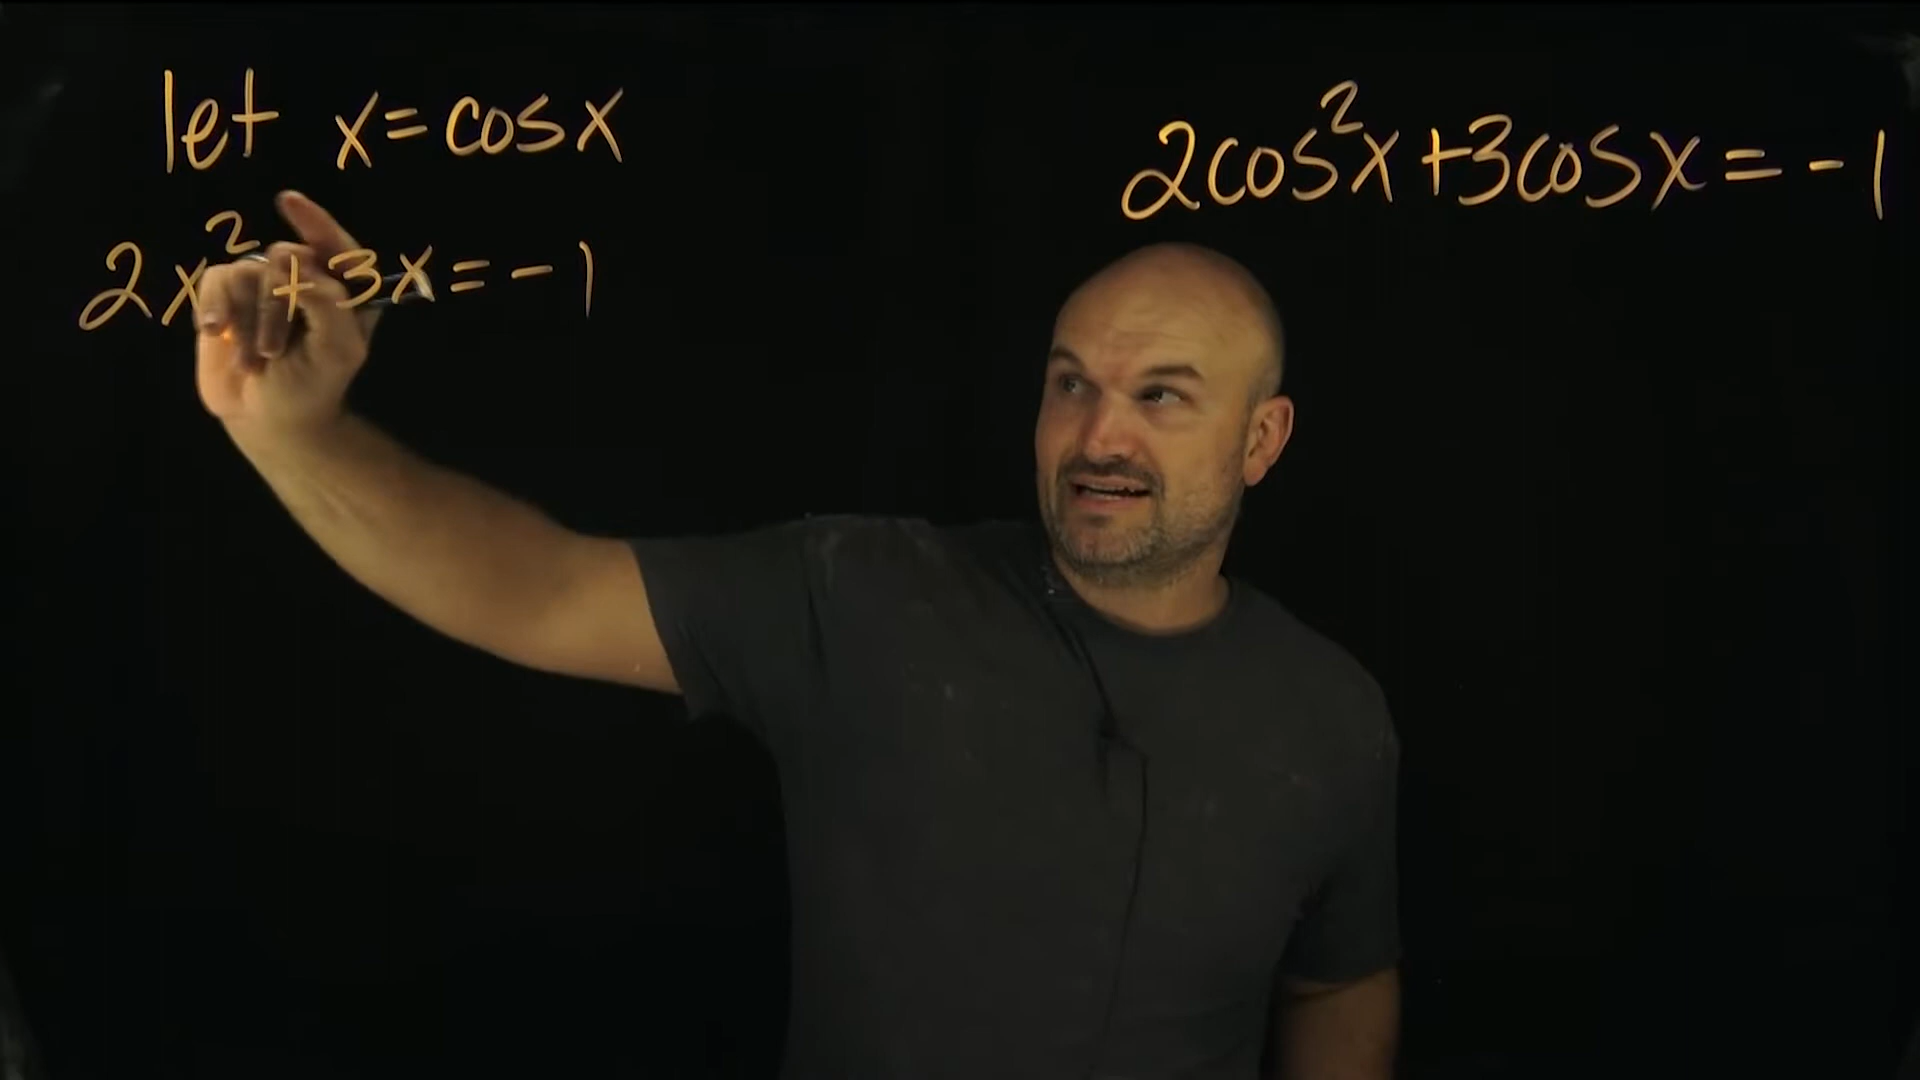 let x=cosx
2x²+3x=-1
2cos²x+3cosx=-1